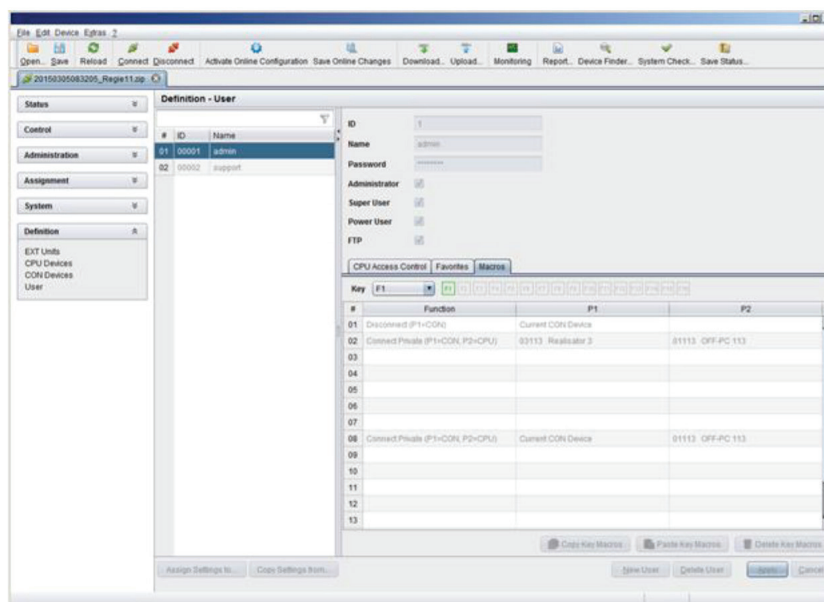 File Edit Device Extras ?
Open... Save Reload Connect Disconnect Activate Online Configuration Save Online Changes Download... Upload... Monitoring Report... Device Finder... System Check... Save Status...
20150305083205_Regie11.op
Status
Control
Administration
Assignment
System
Definition
EXT Units
CPU Devices
CON Devices
User
Definition - User
# ID Name
01 00001 admin
02 00002 support
ID 1
Name admin
Password ********
Administrator
Super User
Power User
FTP
CPU Access Control Favorites Macros
Key F1
# Function P1 P2
01 Disconnect (P1=CON) Current CON Device
02 Connect Private (P1=CON, P2=CPU) 03113 Realisator 3 01113 OFF-PC 113
03
04
05
06
07
08 Connect Private (P1=CON, P2=CPU) Current CON Device 01113 OFF-PC 113
09
10
11
12
13
Copy Key Macros Paste Key Macros Delete Key Macros
Assign Settings to... Copy Settings from... New User Delete User Apply Cancel